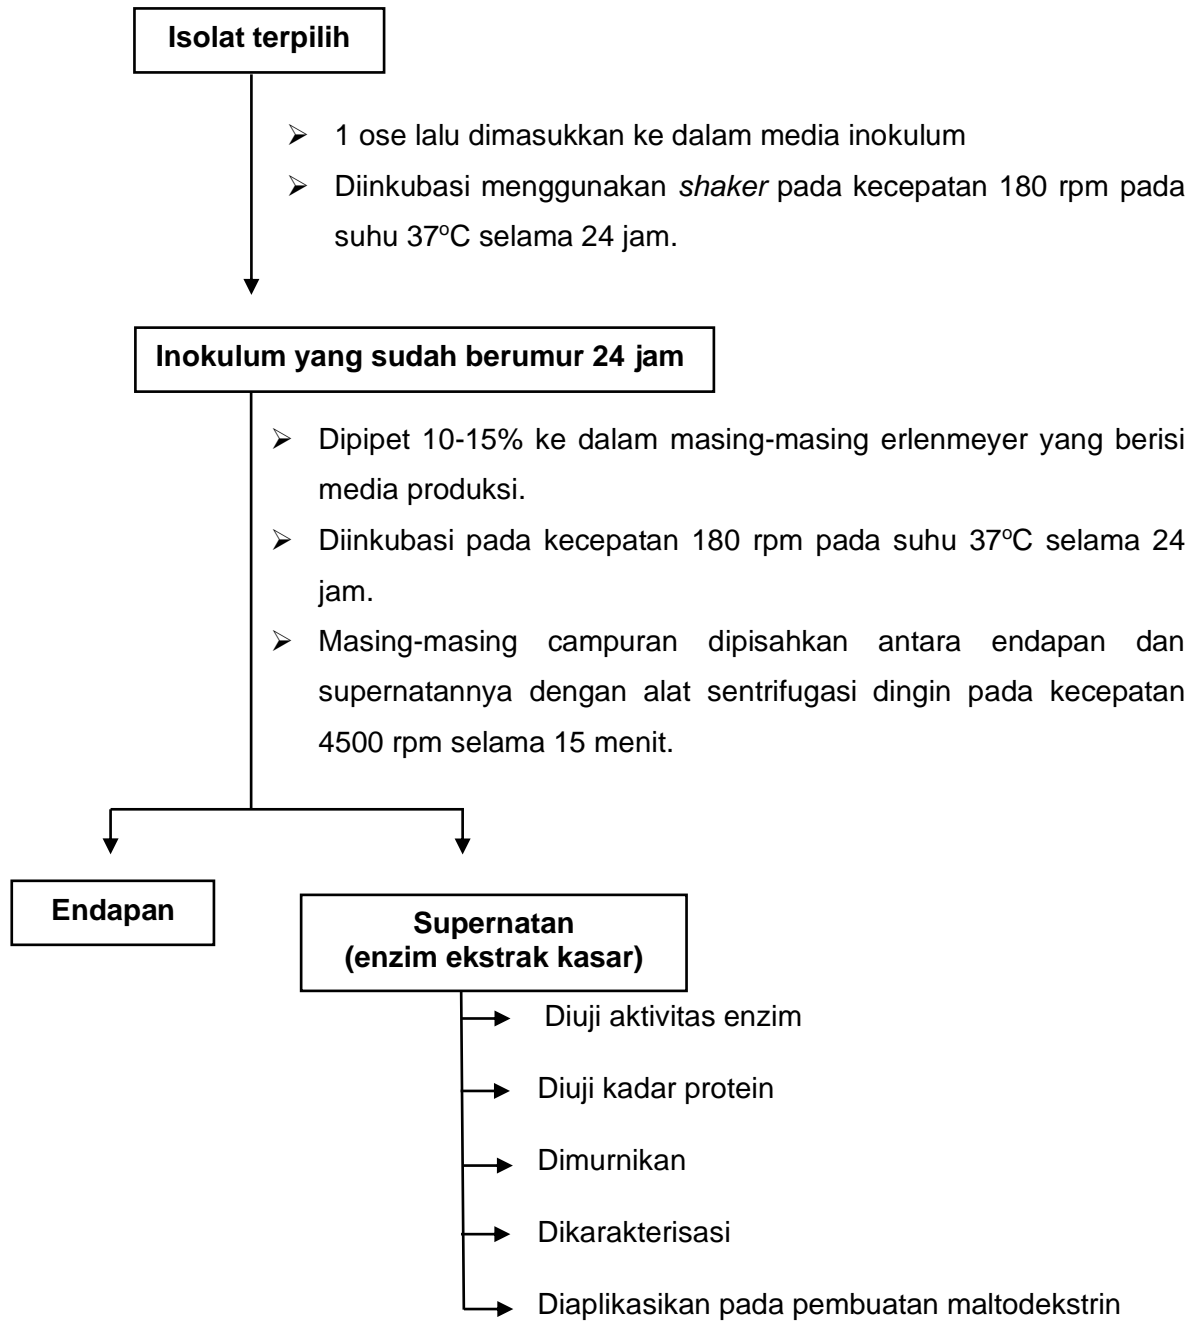 Isolat terpilih
➢ 1 ose lalu dimasukkan ke dalam media inokulum
➢ Diinkubasi menggunakan shaker pada kecepatan 180 rpm pada
suhu 37°C selama 24 jam.
Inokulum yang sudah berumur 24 jam
➢ Dipipet 10-15% ke dalam masing-masing erlenmeyer yang berisi
media produksi.
➢ Diinkubasi pada kecepatan 180 rpm pada suhu 37°C selama 24
jam.
➢ Masing-masing campuran dipisahkan antara endapan dan
supernatannya dengan alat sentrifugasi dingin pada kecepatan
4500 rpm selama 15 menit.
Endapan
Supernatan
(enzim ekstrak kasar)
Diuji aktivitas enzim
Diuji kadar protein
Dimurnikan
Dikarakterisasi
Diaplikasikan pada pembuatan maltodekstrin